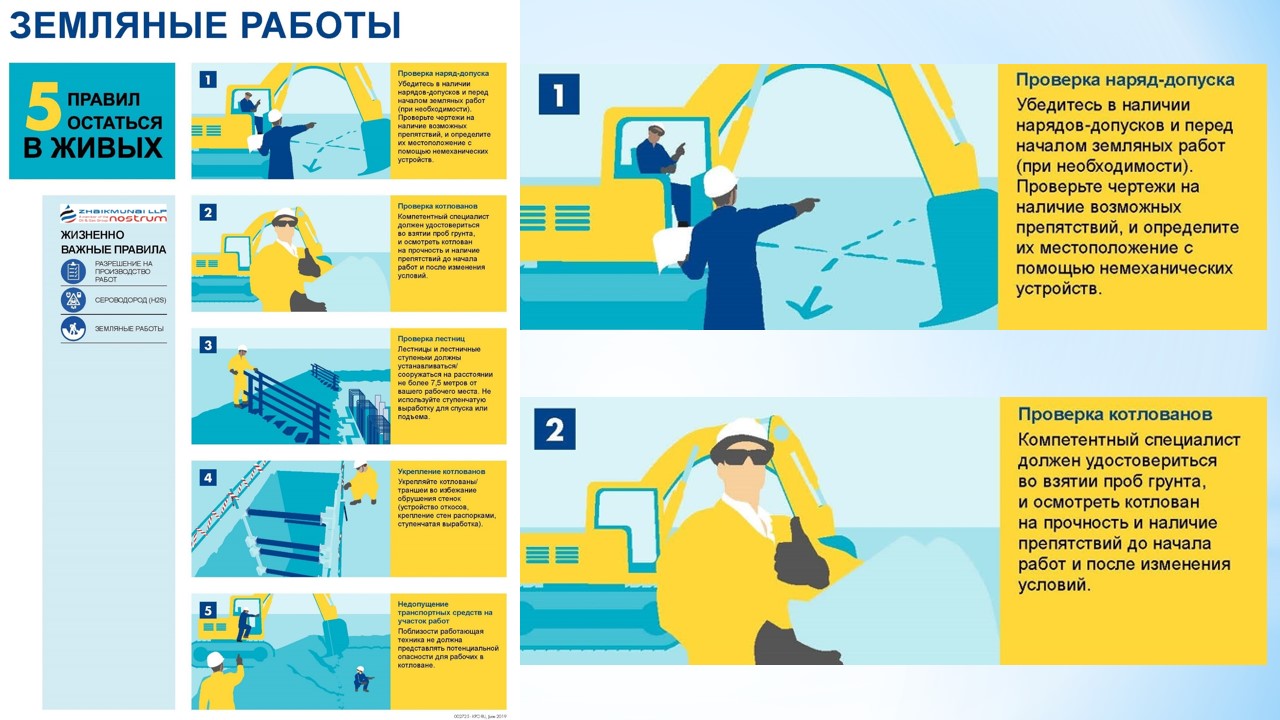 ЗЕМЛЯНЫЕ РАБОТЫ
5 ПРАВИЛ
ОСТАТЬСЯ
В ЖИВЫХ
ZHAIKMUNAI LLP
nostrum
ЖИЗНЕННО
ВАЖНЫЕ ПРАВИЛА
РАЗРЕШЕНИЕ НА
ПРОИЗВОДСТВО
РАБОТ
СЕРОВОДОРОД (H2S)
ЗЕМЛЯНЫЕ РАБОТЫ
1
Проверка наряд-допуска
Убедитесь в наличии
нарядов-допусков и перед
началом земляных работ
(при необходимости).
Проверьте чертежи на
наличие возможных
препятствий, и определите
их местоположение с
помощью немеханических
устройств.
2
Проверка котлованов
Компетентный специалист
должен удостовериться
во взятии проб грунта,
и осмотреть котлован
на прочность и наличие
препятствий до начала
работ и после изменения
условий.
3
Проверка лестниц
Лестницы и лестничные
ступеньки должны
устанавливаться/
сооружаться на расстоянии
не более 7,5 метров от
вашего рабочего места. Не
используйте ступенчатую
выработку для спуска или
подъема.
4
Укрепление котлованов
Укрепляйте котлованы/
траншеи во избежание
обрушения стенок
(устройство откосов,
крепление стен распорками,
ступенчатая выработка).
5
Недопущение
транспортных средств на
участок работ
Поблизости работающая
техника не должна
представлять потенциальной
опасности для рабочих в
котловане.
1
Проверка наряд-допуска
Убедитесь в наличии
нарядов-допусков и перед
началом земляных работ
(при необходимости).
Проверьте чертежи на
наличие возможных
препятствий, и определите
их местоположение с
помощью немеханических
устройств.
2
Проверка котлованов
Компетентный специалист
должен удостовериться
во взятии проб грунта,
и осмотреть котлован
на прочность и наличие
препятствий до начала
работ и после изменения
условий.